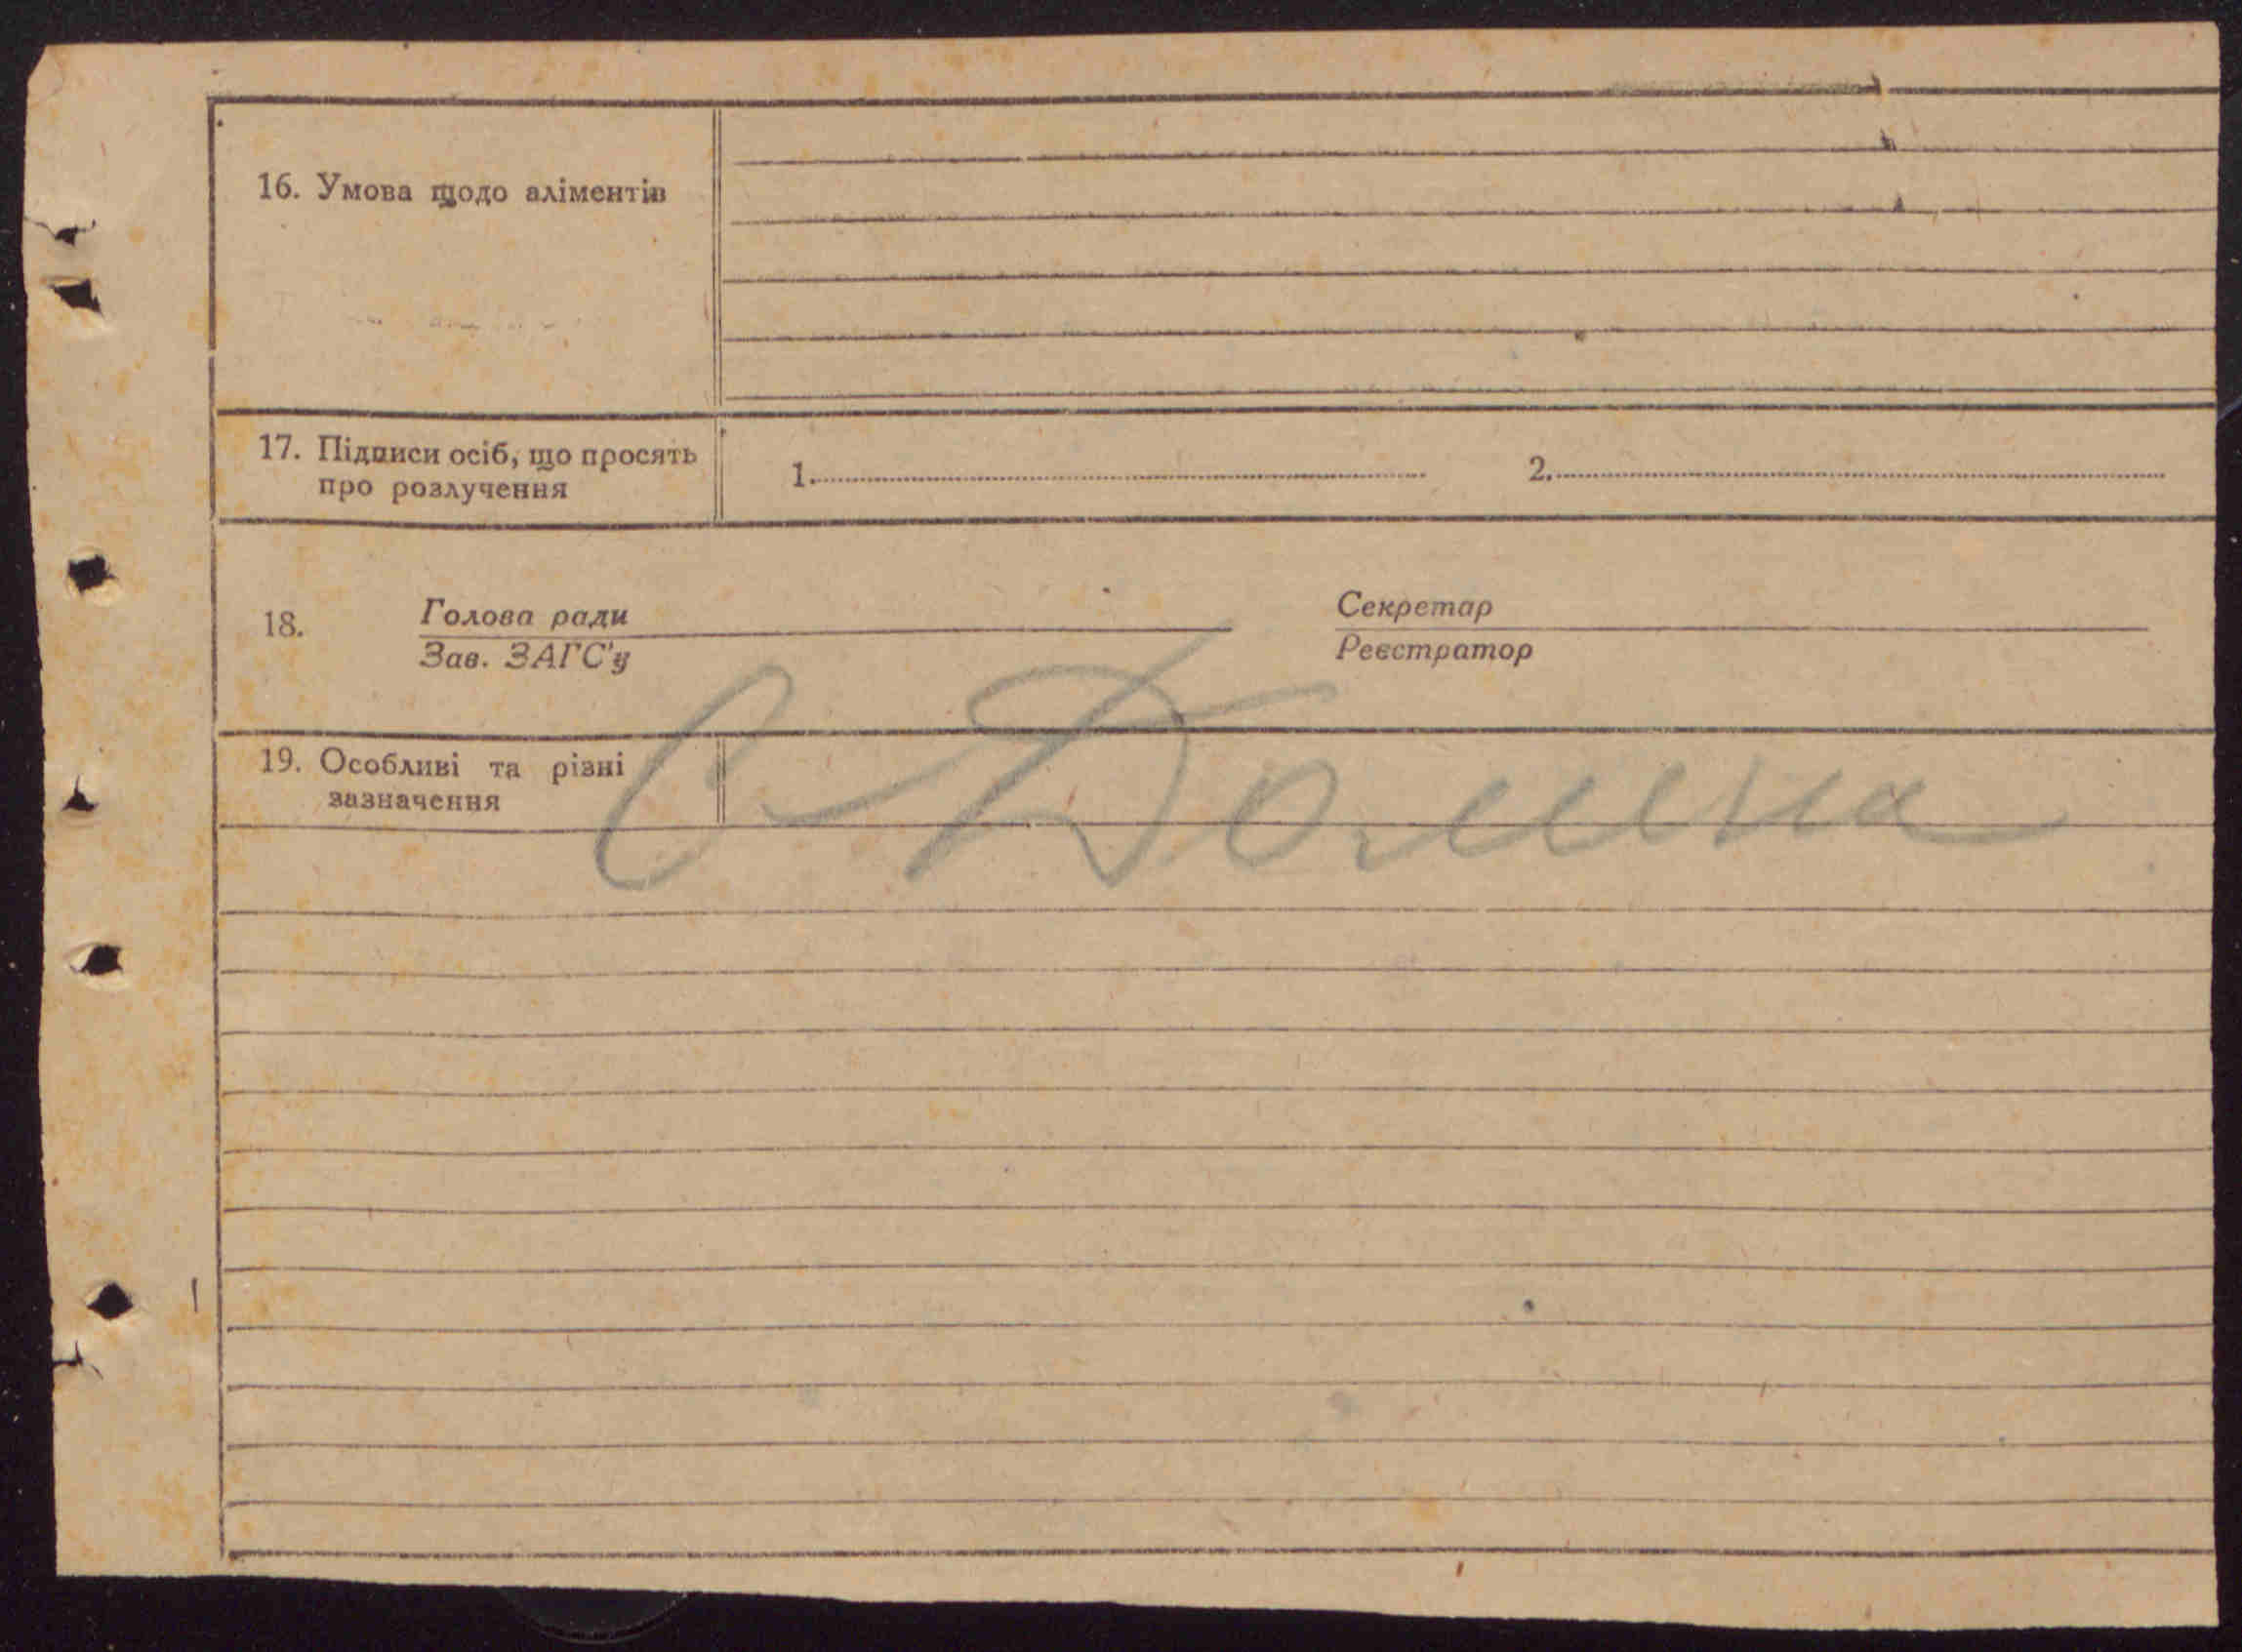 16. Умова щодо аліментів
17. Підписи осіб, що просять
про розлучення
1.
2.
18.
Голова ради
Зав. ЗАГС'у
Секретар
Реєстратор
19. Особливі та різні
зазначення
С Долина